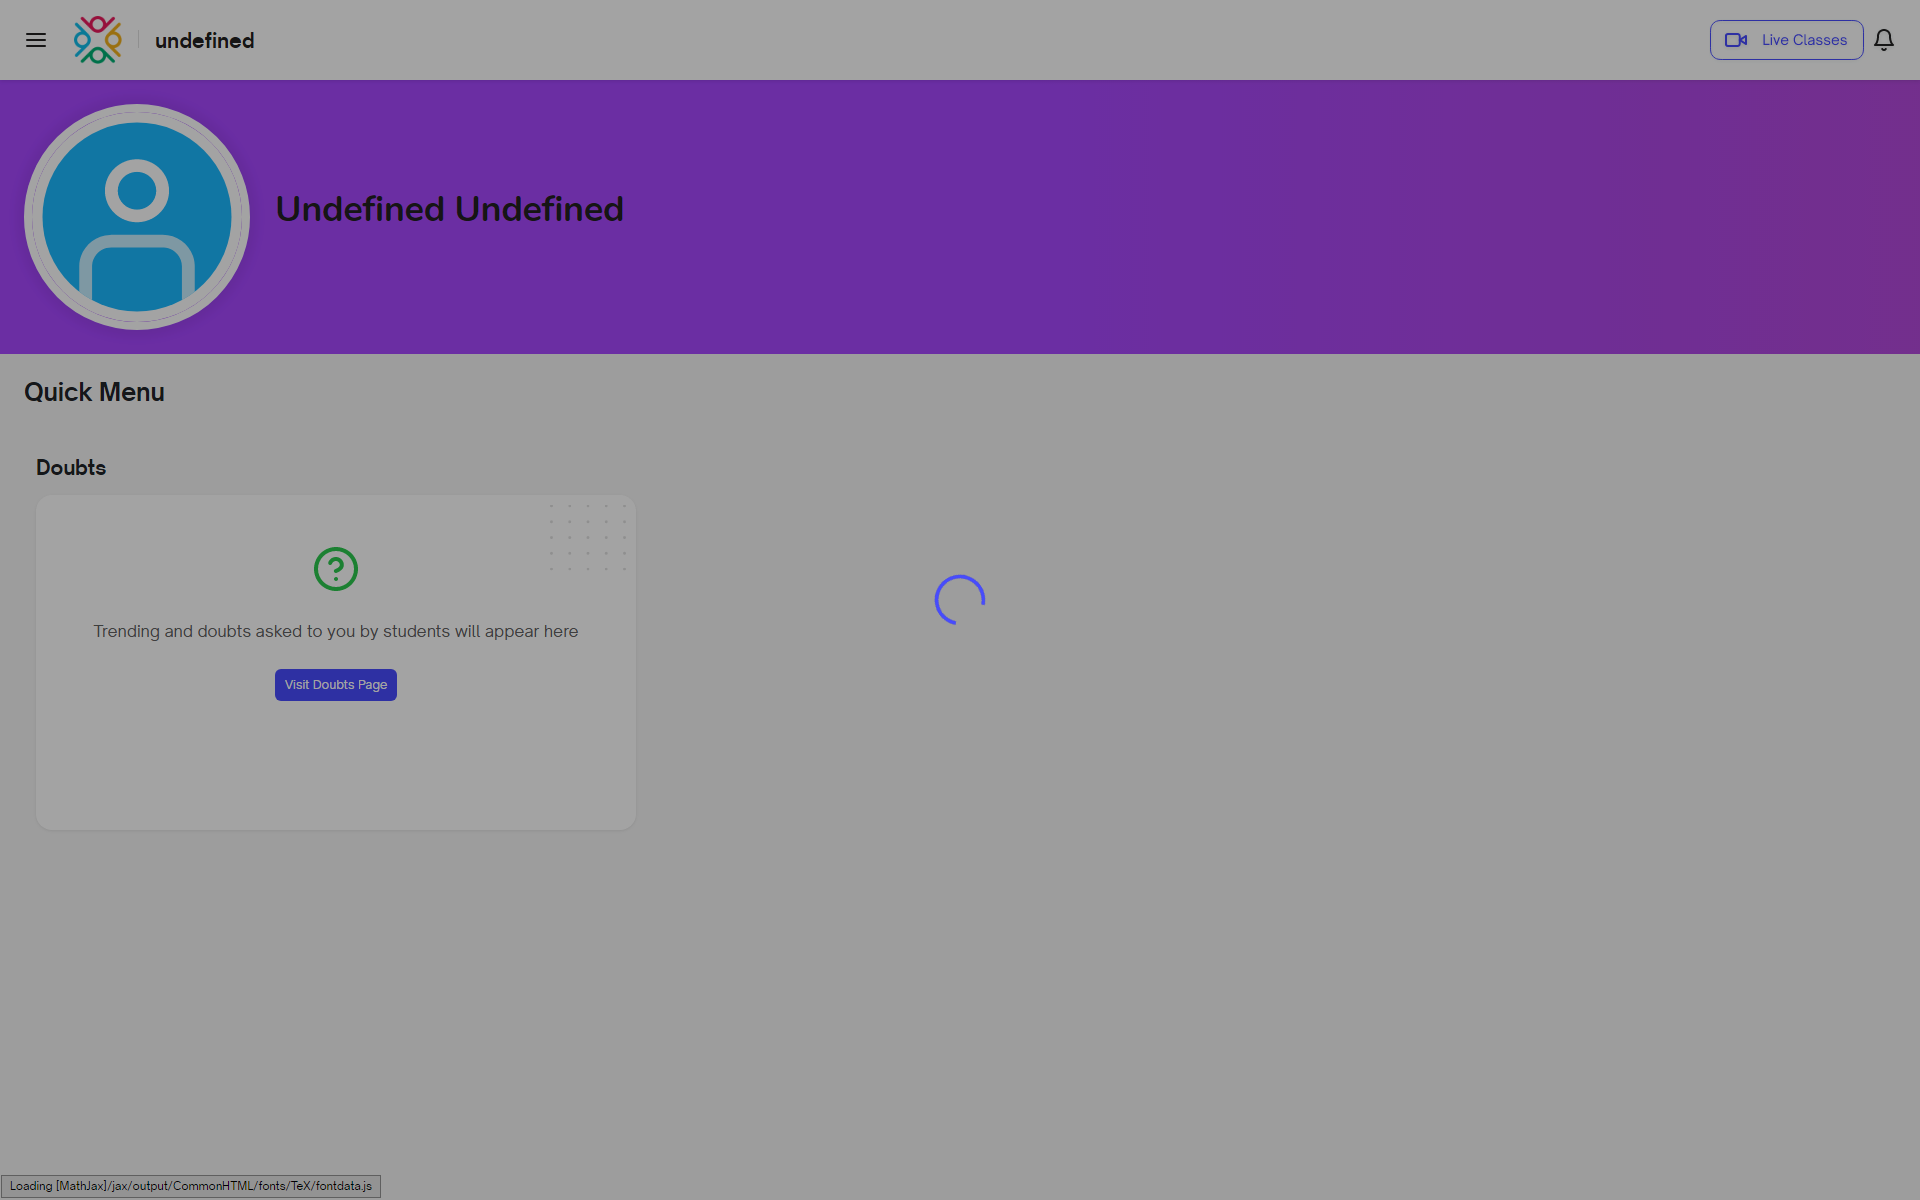 undefined
Live Classes
Undefined Undefined
Quick Menu
Doubts
Trending and doubts asked to you by students will appear here
Visit Doubts Page
Loading [MathJax]/jax/output/CommonHTML/fonts/TeX/fontdata.js